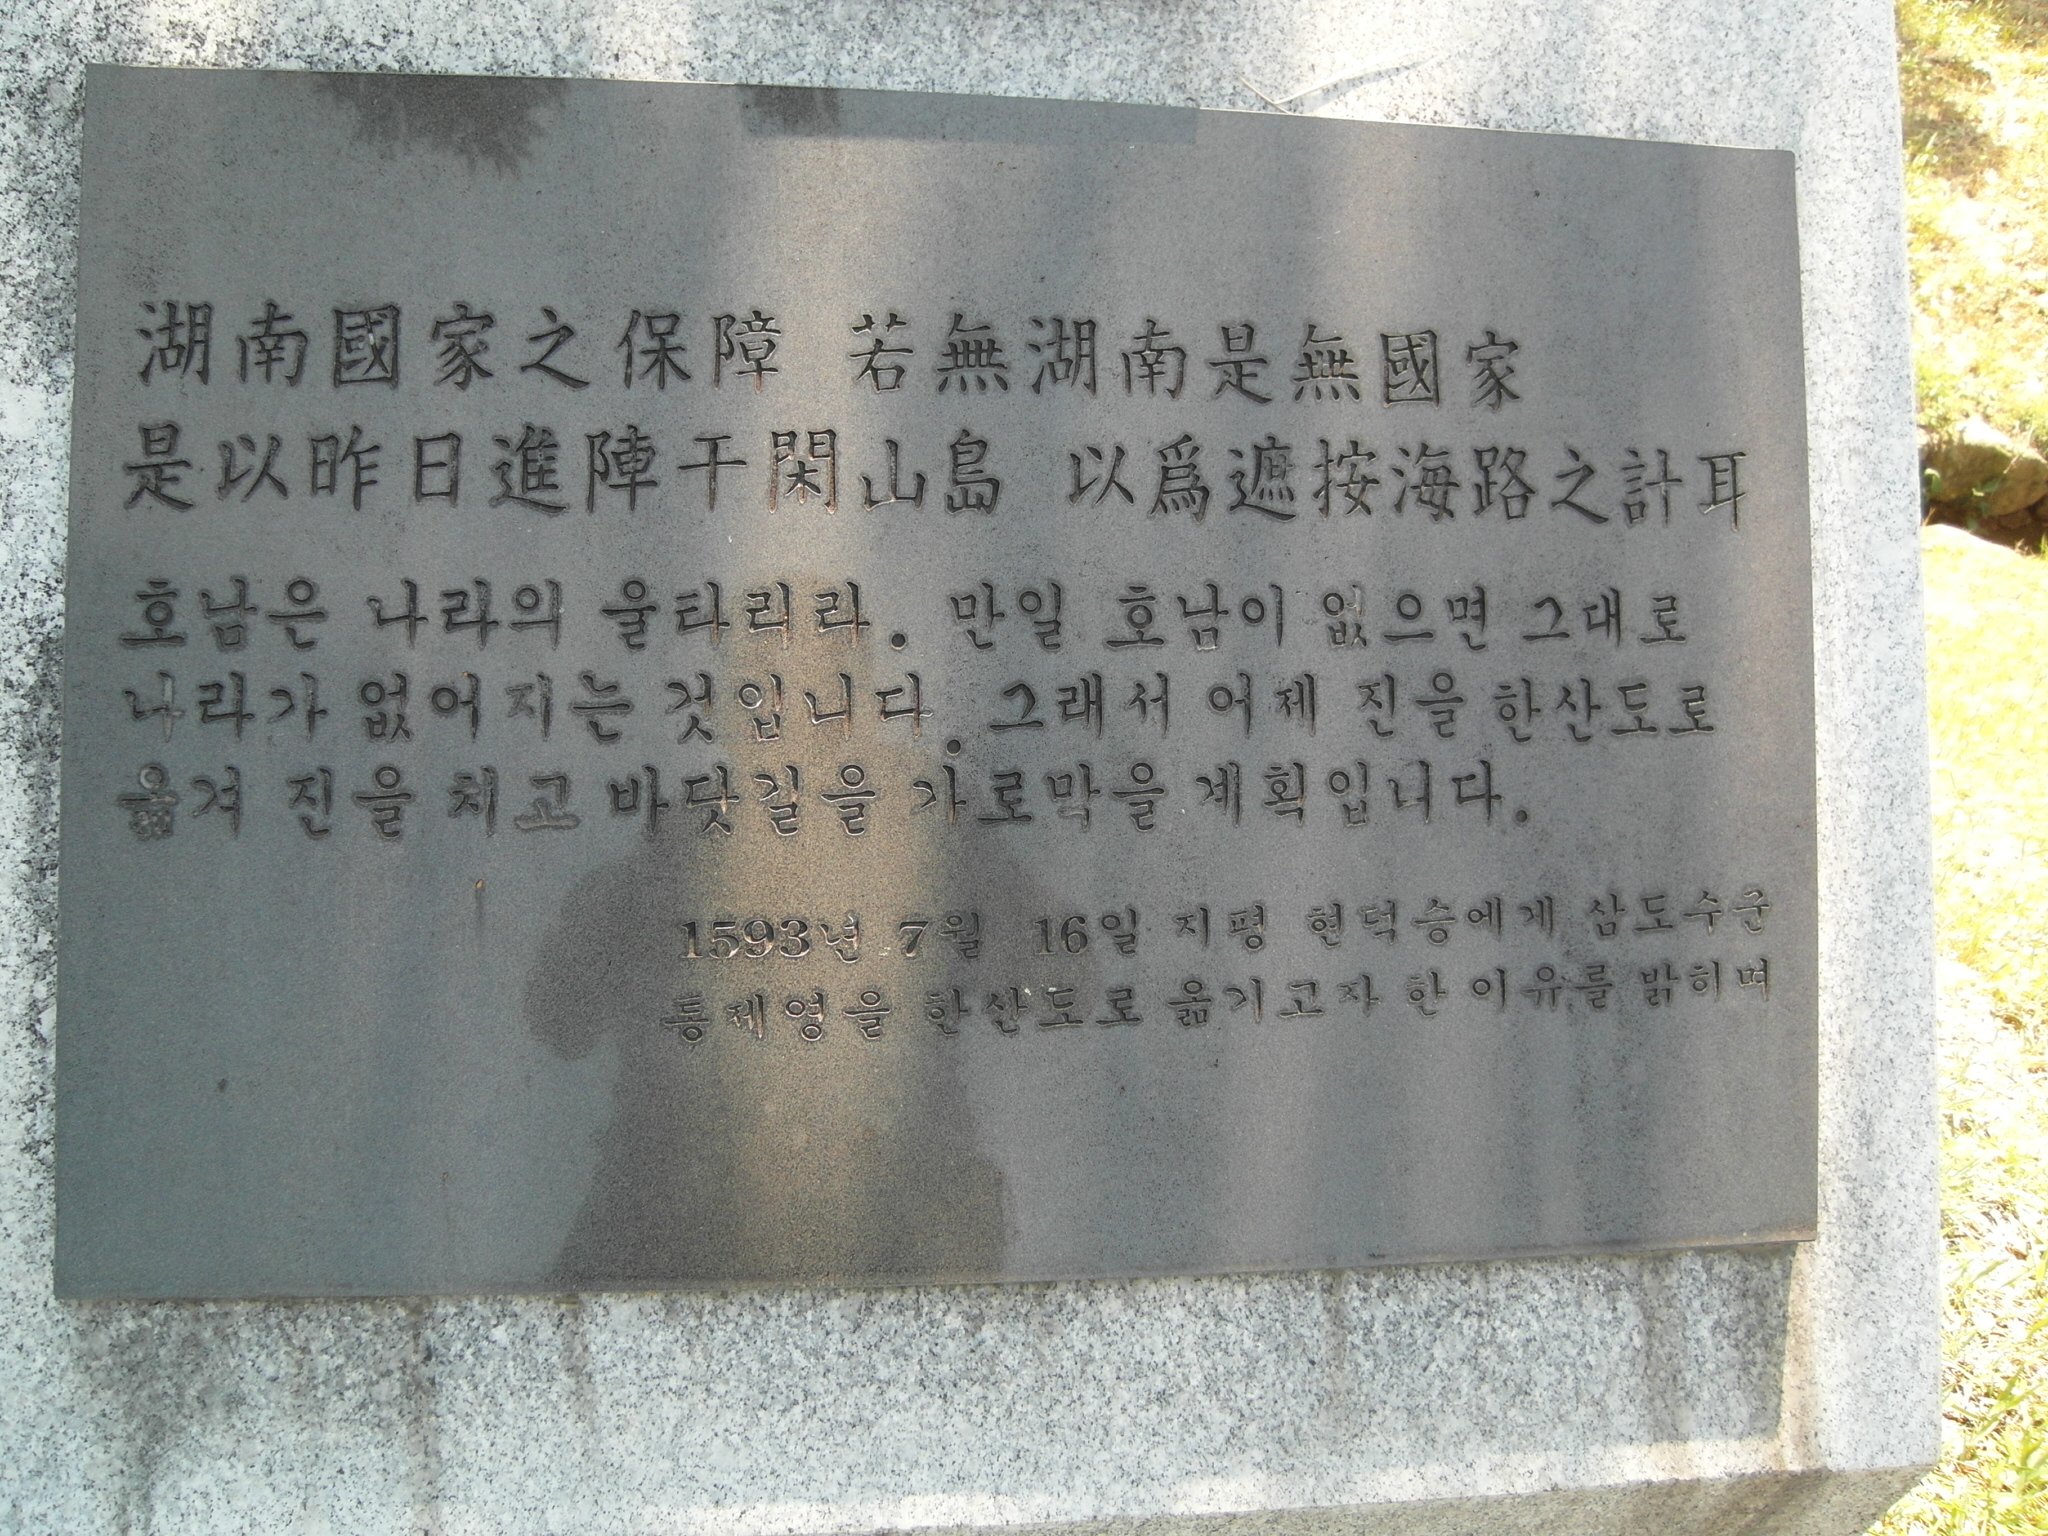 湖南國家之保障 若無湖南是無國家
是以昨日進陣于閑山島 以爲遮按海路之計耳
호남은 나라의 울타리라. 만일 호남이 없으면 그대로
나라가 없어지는 것입니다. 그래서 어제 진을 한산도로
옮겨 진을 치고 바닷길을 가로막을 계획입니다.
1593년 7월 16일 지평 현덕승에게 삼도수군
통제영을 한산도로 옮기고자 한 이유를 밝히며